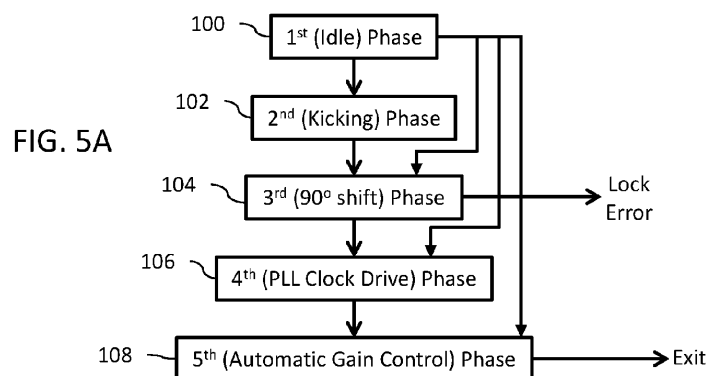 100
1st (Idle) Phase
102
2nd (Kicking) Phase
FIG. 5A
104
3rd (90o shift) Phase
Lock
Error
106
4th (PLL Clock Drive) Phase
108
5th (Automatic Gain Control) Phase
Exit